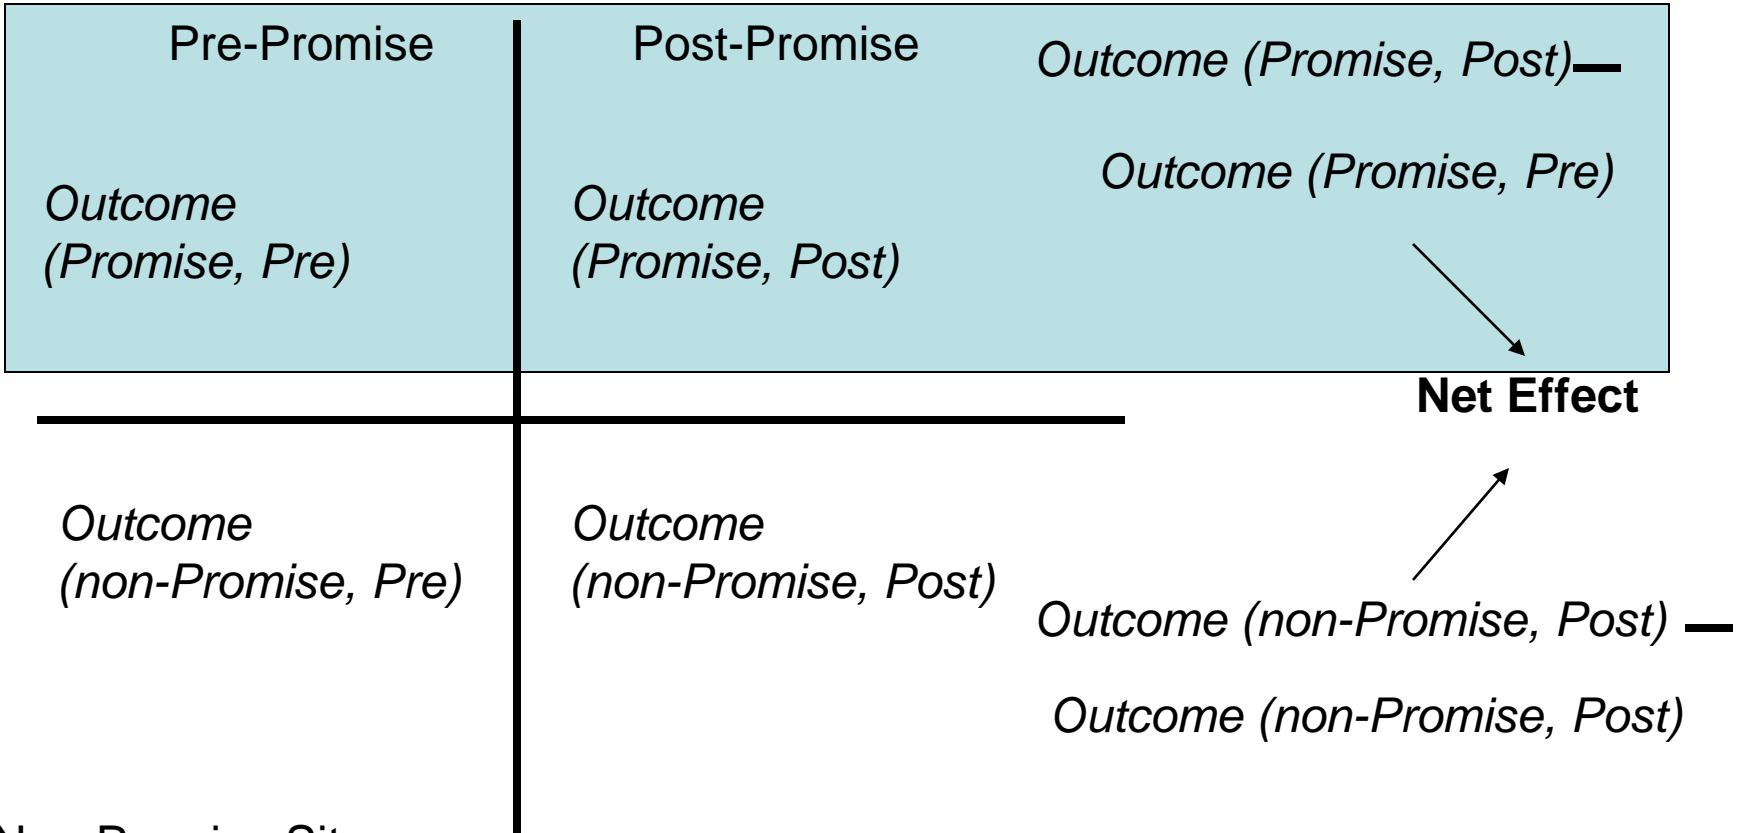 Pre-Promise
Post-Promise
Outcome (Promise, Post) —
Outcome (Promise, Pre)
Outcome
(Promise, Pre)
Outcome
(Promise, Post)
Net Effect
Outcome
(non-Promise, Pre)
Outcome
(non-Promise, Post)
Outcome (non-Promise, Post) —
Outcome (non-Promise, Post)